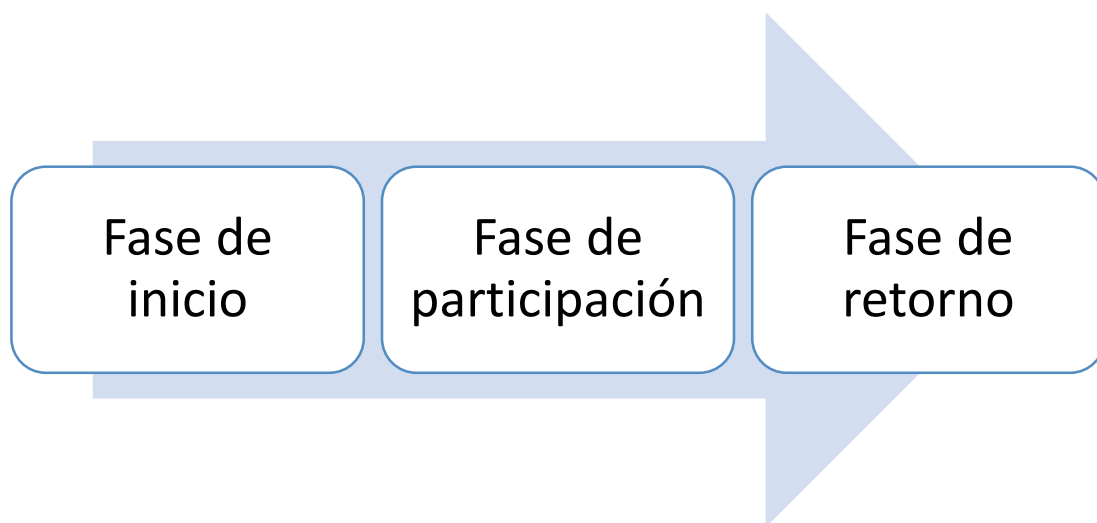 Fase de
inicio
Fase de
participación
Fase de
retorno